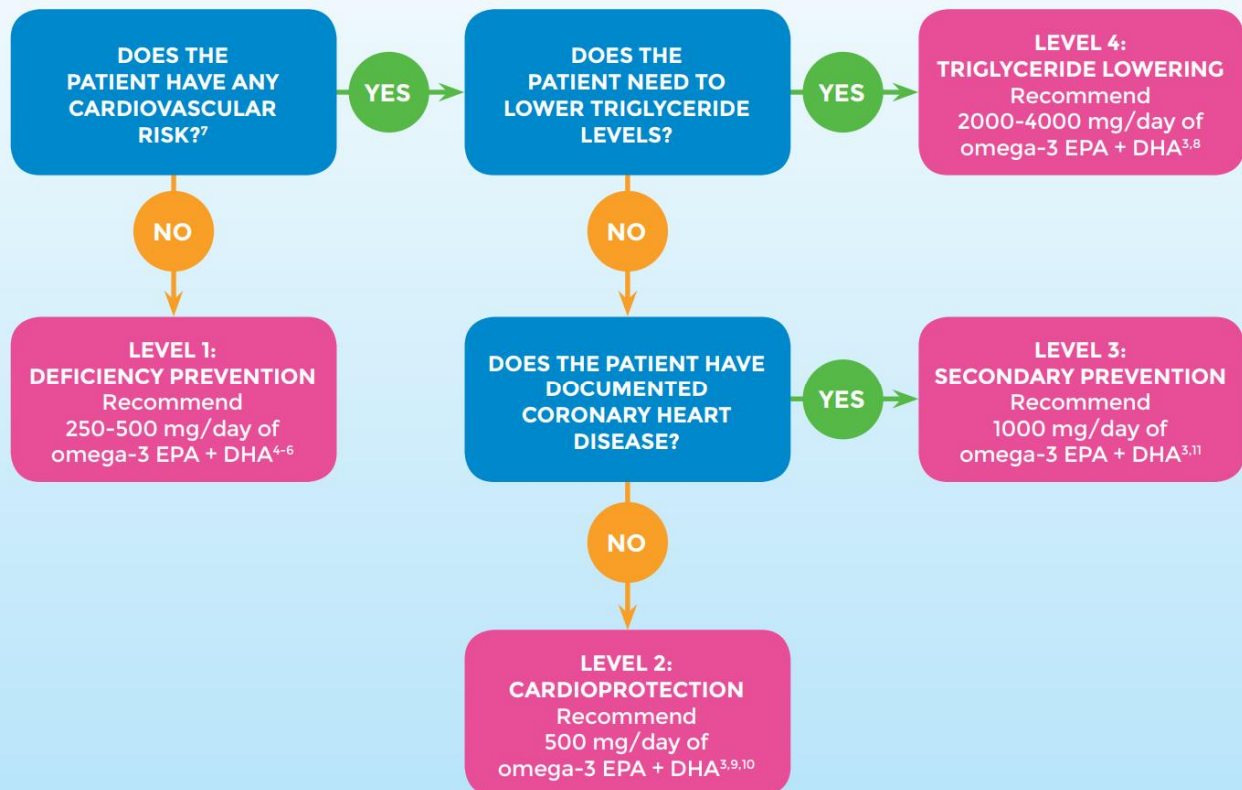 DOES THE
PATIENT HAVE ANY
CARDIOVASCULAR
RISK?⁷
YES
DOES THE
PATIENT NEED TO
LOWER TRIGLYCERIDE
LEVELS?
YES
LEVEL 4:
TRIGLYCERIDE LOWERING
Recommend
2000-4000 mg/day of
omega-3 EPA + DHA³,⁸
NO
NO
LEVEL 1:
DEFICIENCY PREVENTION
Recommend
250-500 mg/day of
omega-3 EPA + DHA⁴-⁶
DOES THE PATIENT HAVE
DOCUMENTED
CORONARY HEART
DISEASE?
YES
LEVEL 3:
SECONDARY PREVENTION
Recommend
1000 mg/day of
omega-3 EPA + DHA³,¹¹
NO
LEVEL 2:
CARDIOPROTECTION
Recommend
500 mg/day of
omega-3 EPA + DHA³,⁹,¹⁰